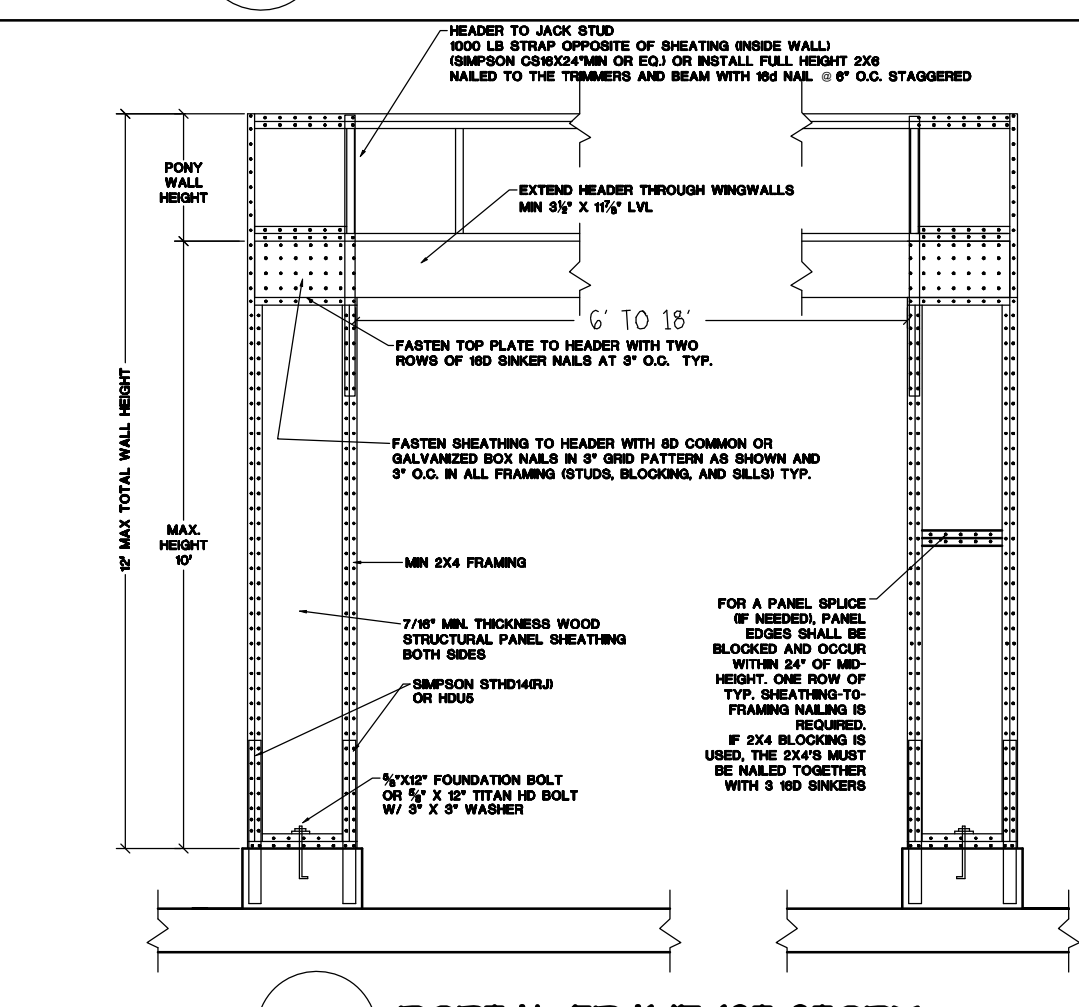 HEADER TO JACK STUD
1000 LB STRAP OPPOSITE OF SHEATING (INSIDE WALL)
(SIMPSON CS16X24"MIN OR EQ.) OR INSTALL FULL HEIGHT 2X6
NAILED TO THE TRIMMERS AND BEAM WITH 16d NAIL @ 6" O.C. STAGGERED
PONY
WALL
HEIGHT
EXTEND HEADER THROUGH WINGWALLS
MIN 3½" X 11⅞" LVL
6' TO 18'
FASTEN TOP PLATE TO HEADER WITH TWO
ROWS OF 16D SINKER NAILS AT 3" O.C. TYP.
12' MAX TOTAL WALL HEIGHT
FASTEN SHEATHING TO HEADER WITH 8D COMMON OR
GALVANIZED BOX NAILS IN 3" GRID PATTERN AS SHOWN AND
3" O.C. IN ALL FRAMING (STUDS, BLOCKING, AND SILLS) TYP.
MAX.
HEIGHT
10'
MIN 2X4 FRAMING
7/16" MIN. THICKNESS WOOD
STRUCTURAL PANEL SHEATHING
BOTH SIDES
SIMPSON STHD14(RJ)
OR HDU5
⅝"X12" FOUNDATION BOLT
OR ⅝" X 12" TITAN HD BOLT
W/ 3" X 3" WASHER
FOR A PANEL SPLICE
(IF NEEDED), PANEL
EDGES SHALL BE
BLOCKED AND OCCUR
WITHIN 24" OF MID-
HEIGHT. ONE ROW OF
TYP. SHEATHING-TO-
FRAMING NAILING IS
REQUIRED.
IF 2X4 BLOCKING IS
USED, THE 2X4'S MUST
BE NAILED TOGETHER
WITH 3 16D SINKERS